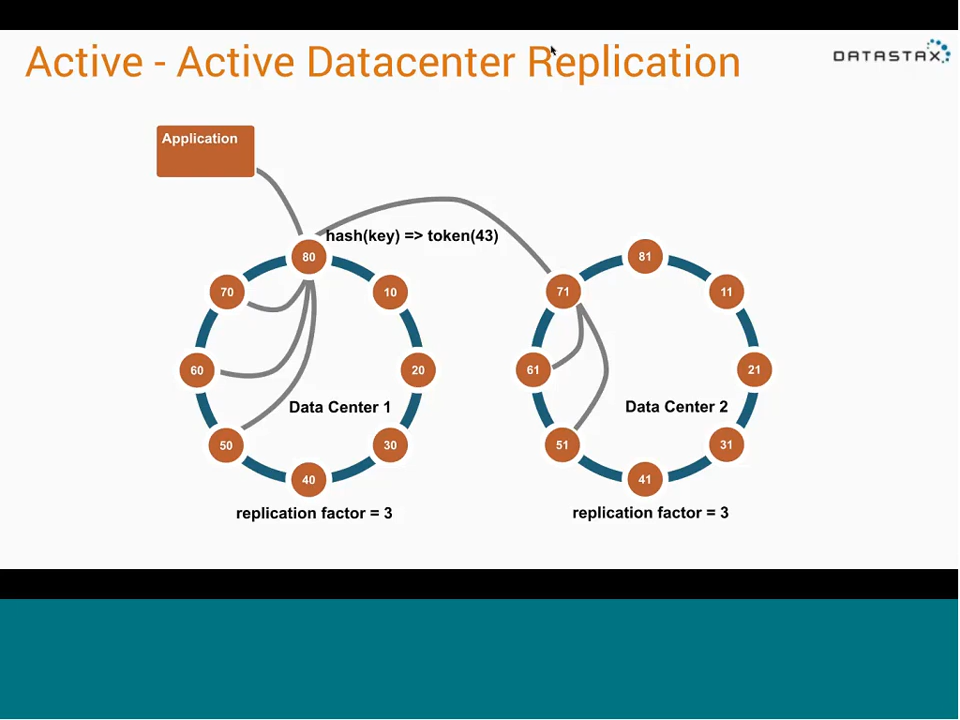 Active - Active Datacenter Replication
DATASTAX
Application
hash(key) => token(43)
80
81
70
10
71
11
60
20
61
21
Data Center 1
Data Center 2
50
30
51
31
40
41
replication factor = 3
replication factor = 3